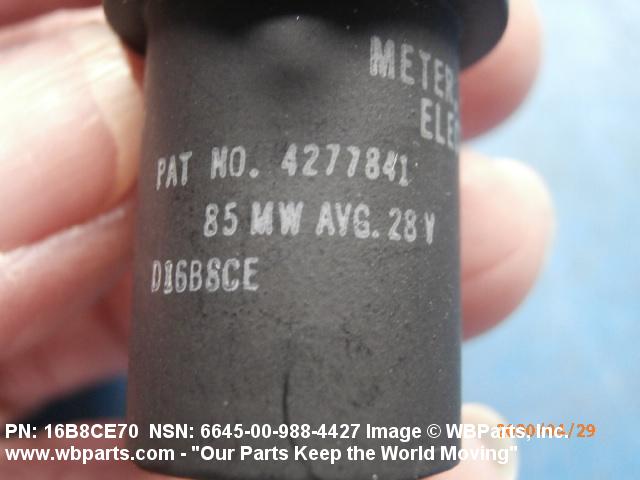 METER,
ELEC
PAT NO. 4277841
85 MW AVG. 28 V
D16B8CE
PN: 16B8CE70 NSN: 6645-00-988-4427 Image © WBParts, Inc.
www.wbparts.com - "Our Parts Keep the World Moving"